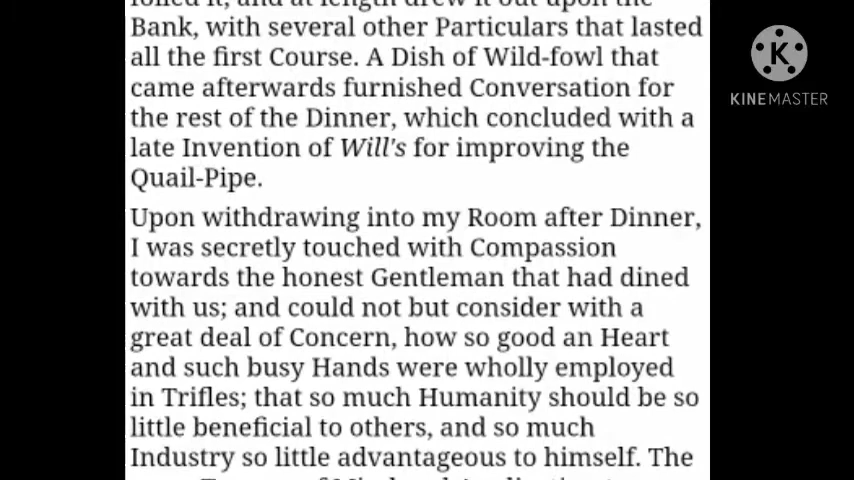 Bank, with several other Particulars that lasted
all the first Course. A Dish of Wild-fowl that
came afterwards furnished Conversation for
the rest of the Dinner, which concluded with a
late Invention of Will's for improving the
Quail-Pipe.
Upon withdrawing into my Room after Dinner,
I was secretly touched with Compassion
towards the honest Gentleman that had dined
with us; and could not but consider with a
great deal of Concern, how so good an Heart
and such busy Hands were wholly employed
in Trifles; that so much Humanity should be so
little beneficial to others, and so much
Industry so little advantageous to himself. The
K
KINEMASTER